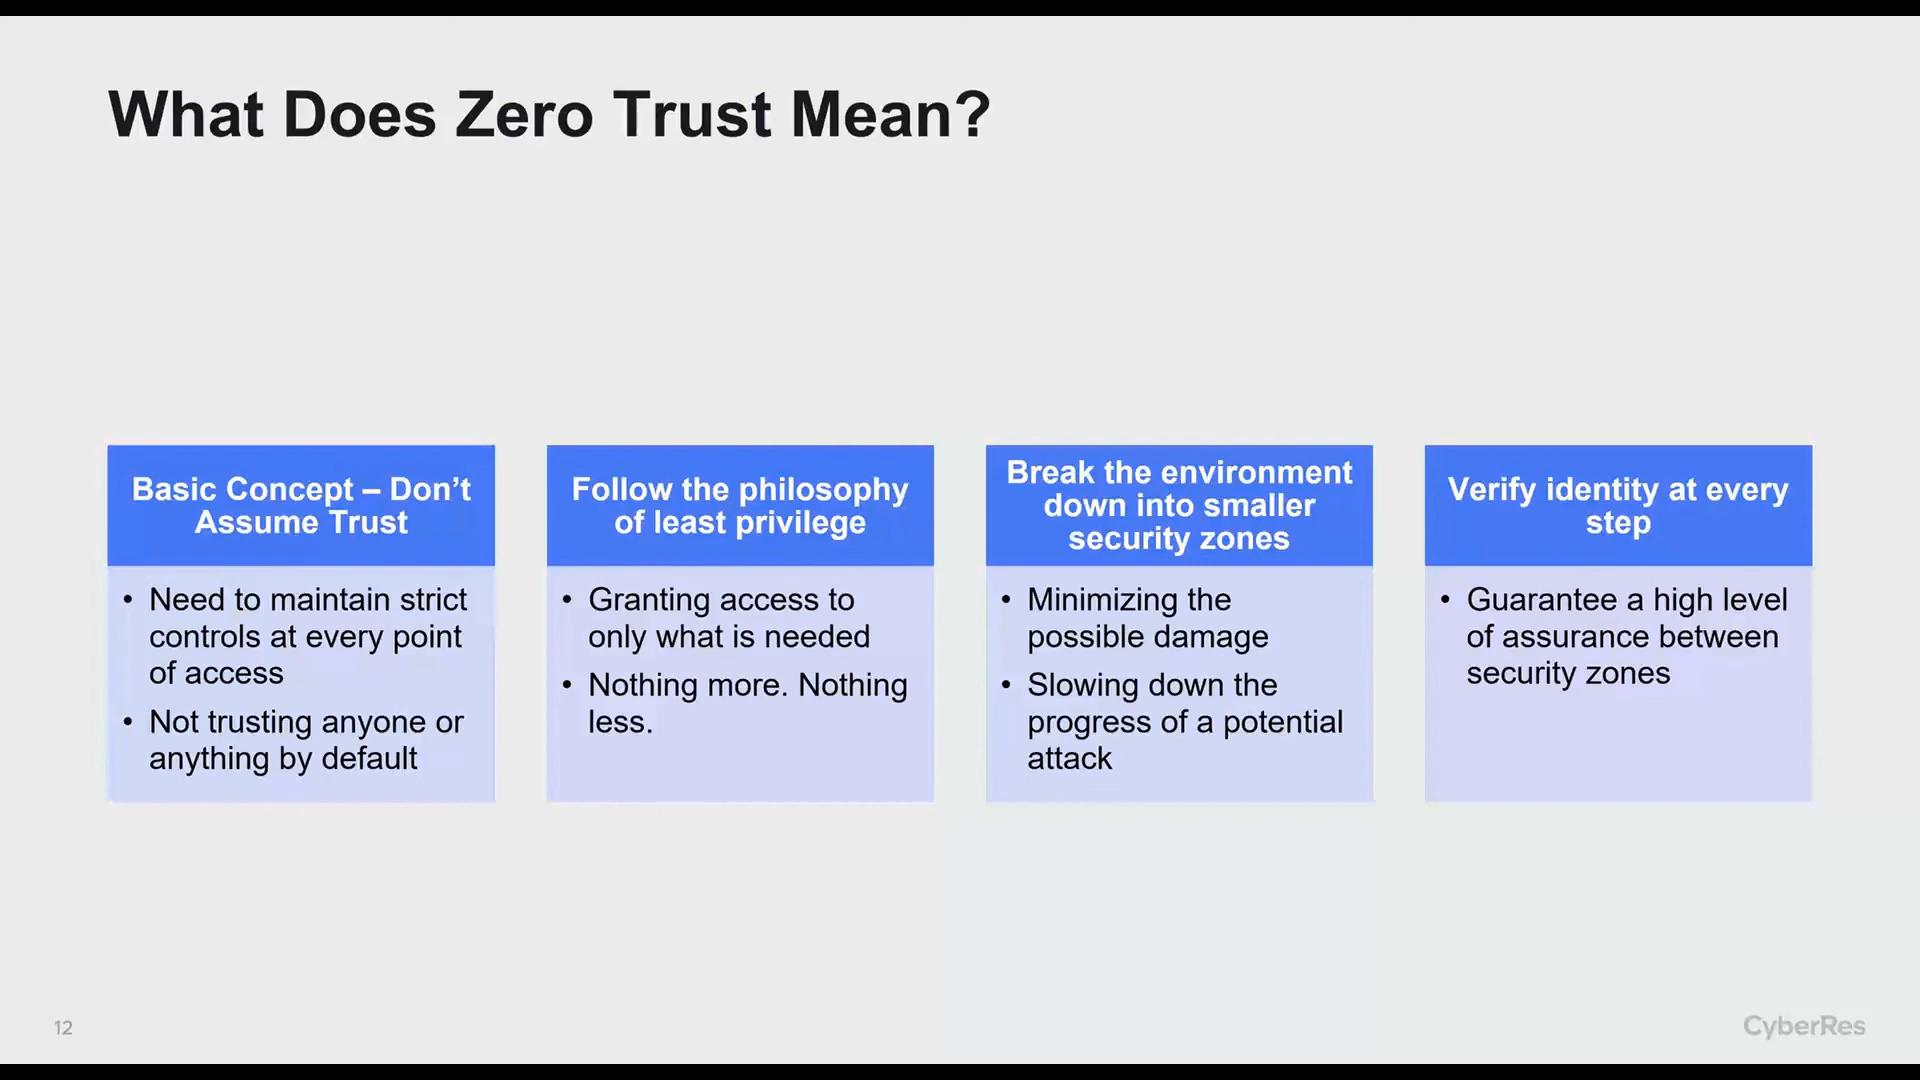 What Does Zero Trust Mean?
Basic Concept – Don’t
Assume Trust
• Need to maintain strict
controls at every point
of access
• Not trusting anyone or
anything by default
Follow the philosophy
of least privilege
• Granting access to
only what is needed
• Nothing more. Nothing
less.
Break the environment
down into smaller
security zones
• Minimizing the
possible damage
• Slowing down the
progress of a potential
attack
Verify identity at every
step
• Guarantee a high level
of assurance between
security zones
12
CyberRes